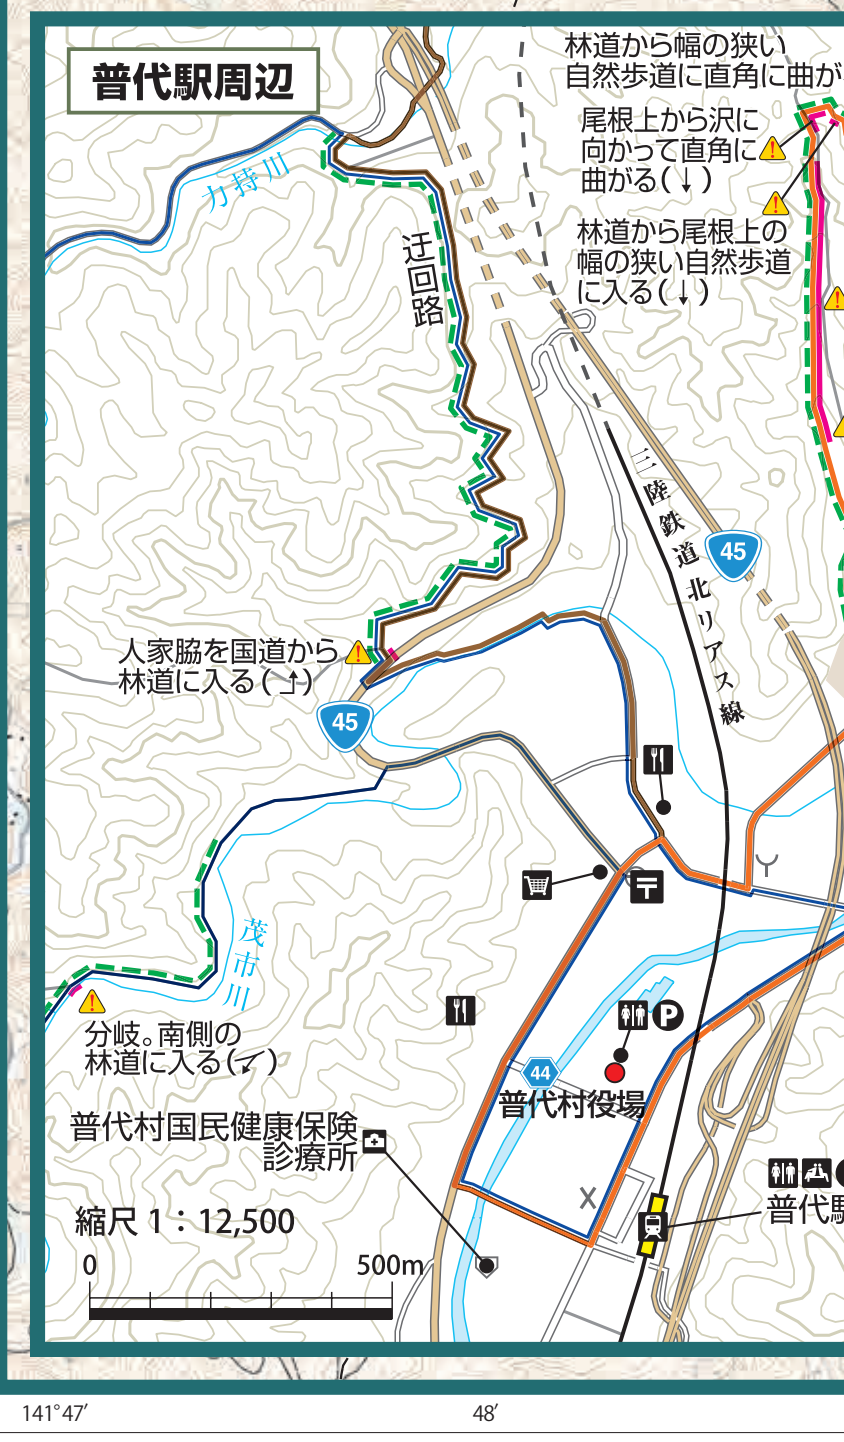 普代駅周辺
林道から幅の狭い
自然歩道に直角に曲が
尾根上から沢に
向かって直角に
曲がる(↓)
林道から尾根上の
幅の狭い自然歩道
に入る(↓)
力持川
迂回路
三陸鉄道北リアス線
45
人家脇を国道から
林道に入る( )
45
茂市川
分岐。南側の
林道に入る( )
P
44
普代村役場
普代村国民健康保険
診療所
普代駅
縮尺 1:12,500
0 500m
141°47′ 48′